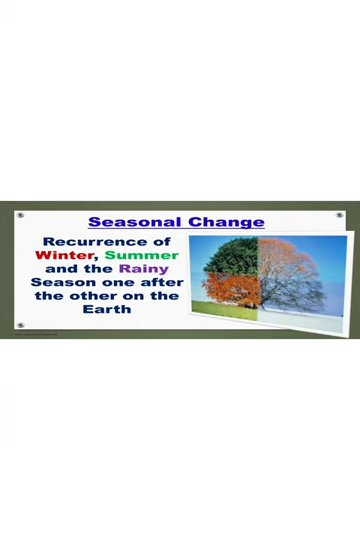 Seasonal Change
Recurrence of
Winter, Summer
and the Rainy
Season one after
the other on the
Earth